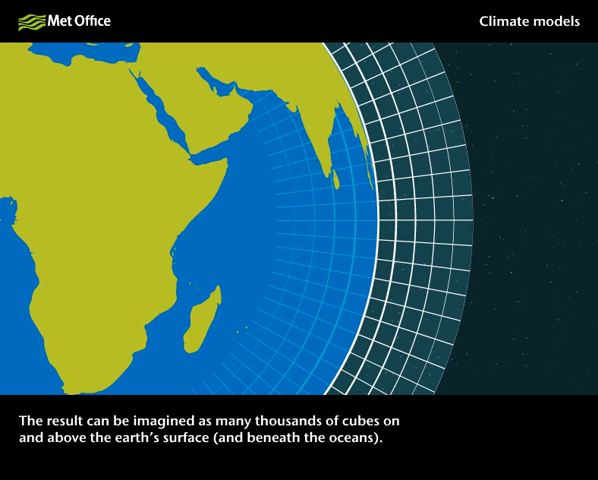 Met Office
Climate models
The result can be imagined as many thousands of cubes on
and above the earth's surface (and beneath the oceans).